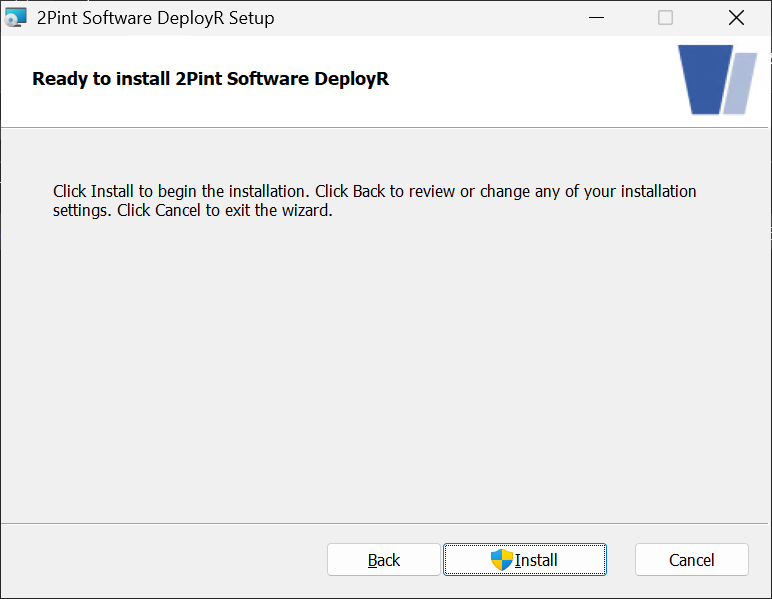 2Pint Software DeployR Setup
Ready to install 2Pint Software DeployR
Click Install to begin the installation. Click Back to review or change any of your installation
settings. Click Cancel to exit the wizard.
Back
Install
Cancel